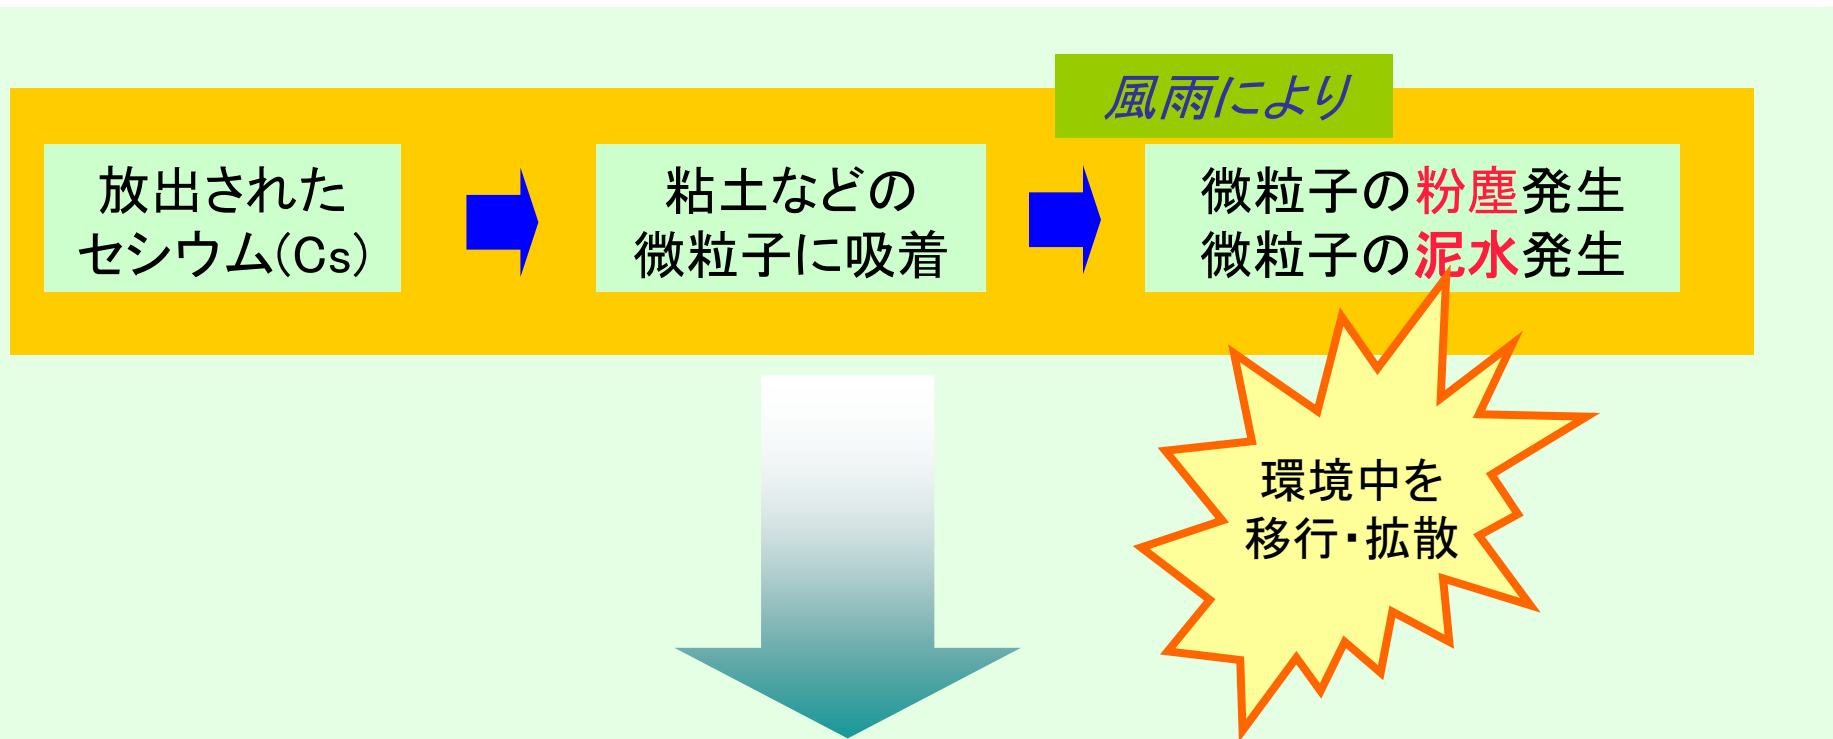 風雨により
放出された
セシウム(Cs)
粘土などの
微粒子に吸着
微粒子の粉塵発生
微粒子の泥水発生
環境中を
移行・拡散